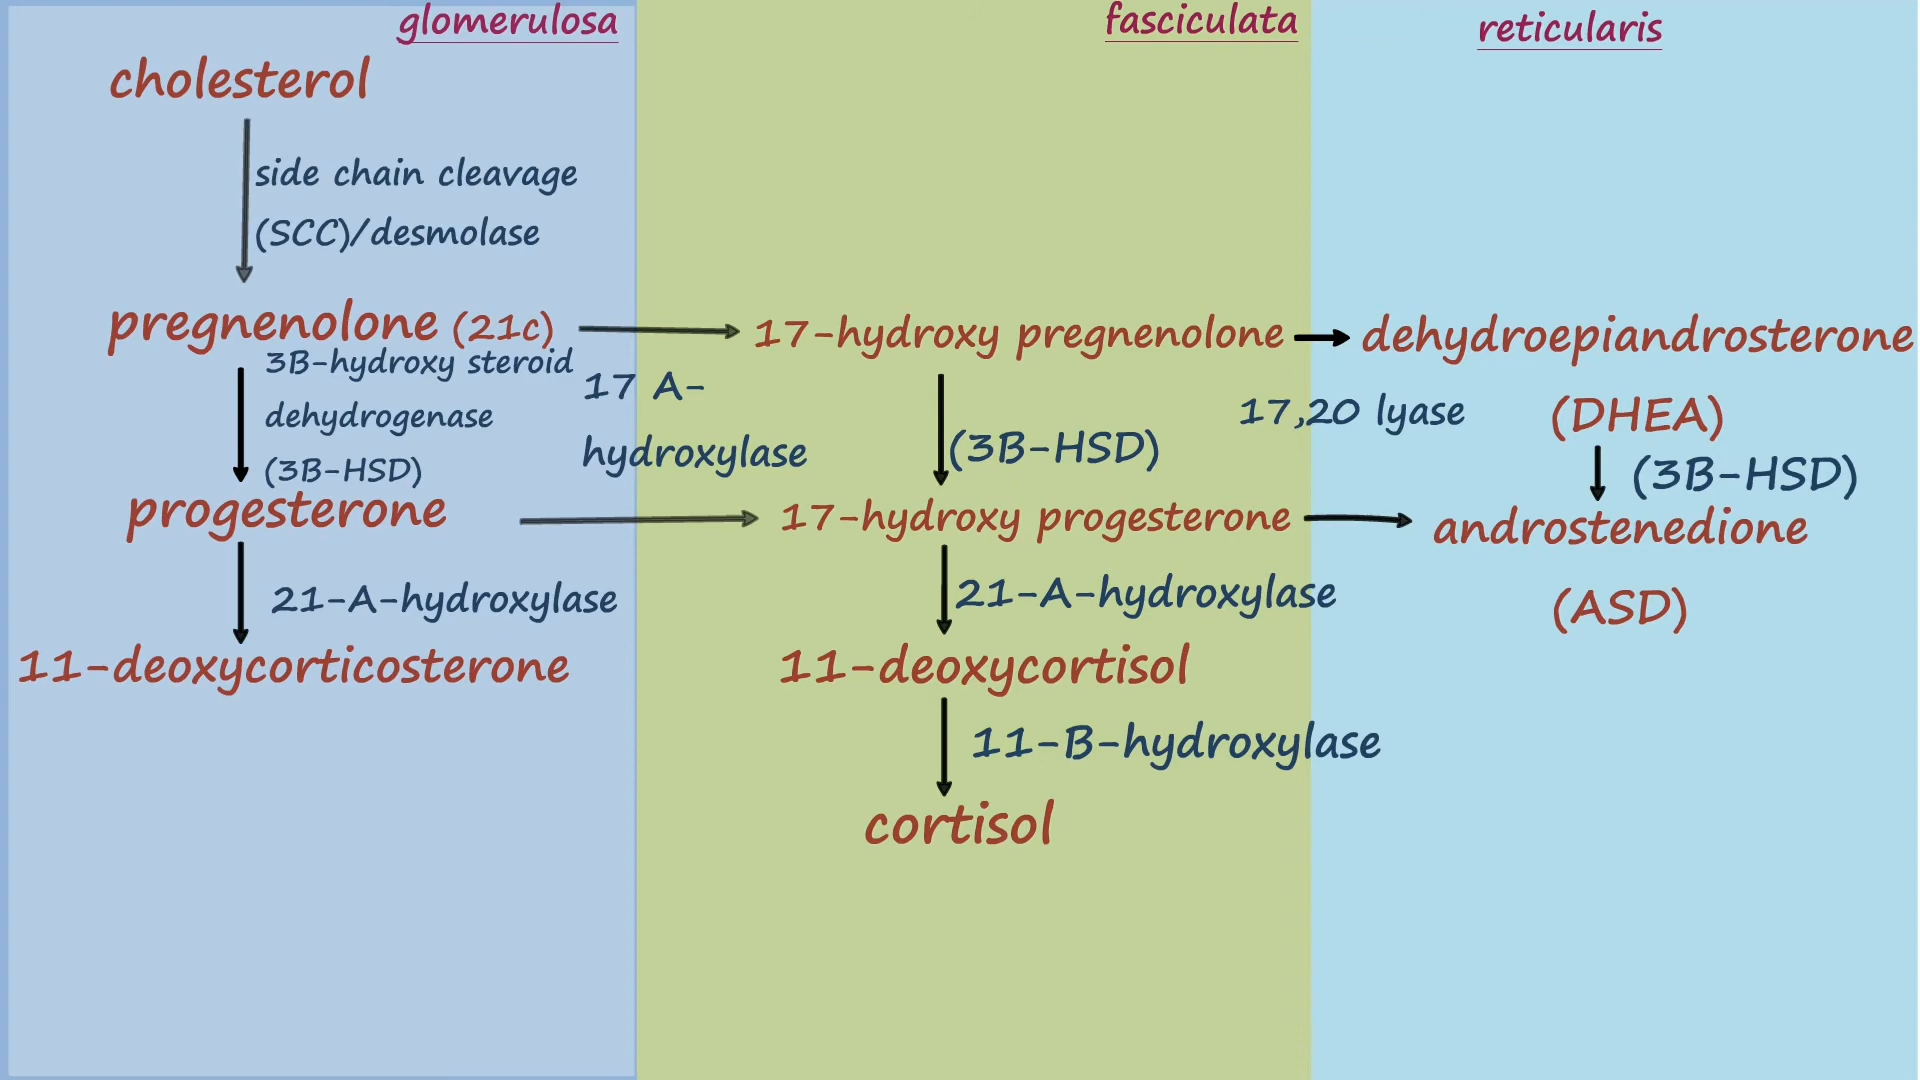 glomerulosa
fasciculata
reticularis
cholesterol
side chain cleavage
(SCC)/desmolase
pregnenolone (21c)
17-hydroxy pregnenolone
dehydroepiandrosterone
(DHEA)
3B-hydroxy steroid
dehydrogenase
(3B-HSD)
17 A-
hydroxylase
(3B-HSD)
17,20 lyase
(3B-HSD)
progesterone
17-hydroxy progesterone
androstenedione
(ASD)
21-A-hydroxylase
21-A-hydroxylase
11-deoxycorticosterone
11-deoxycortisol
11-B-hydroxylase
cortisol